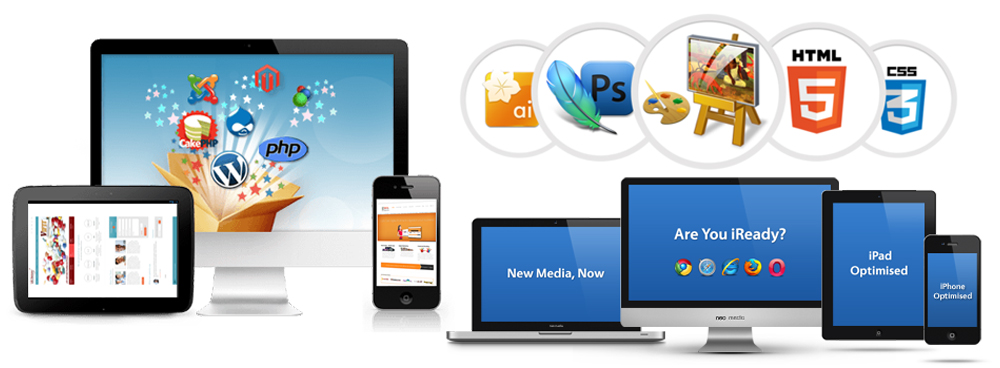 CakePHP
php
W
ai
Ps
HTML
5
CSS
3
New Media, Now
Are You iReady?
neo media
iPad
Optimised
iPhone
Optimised